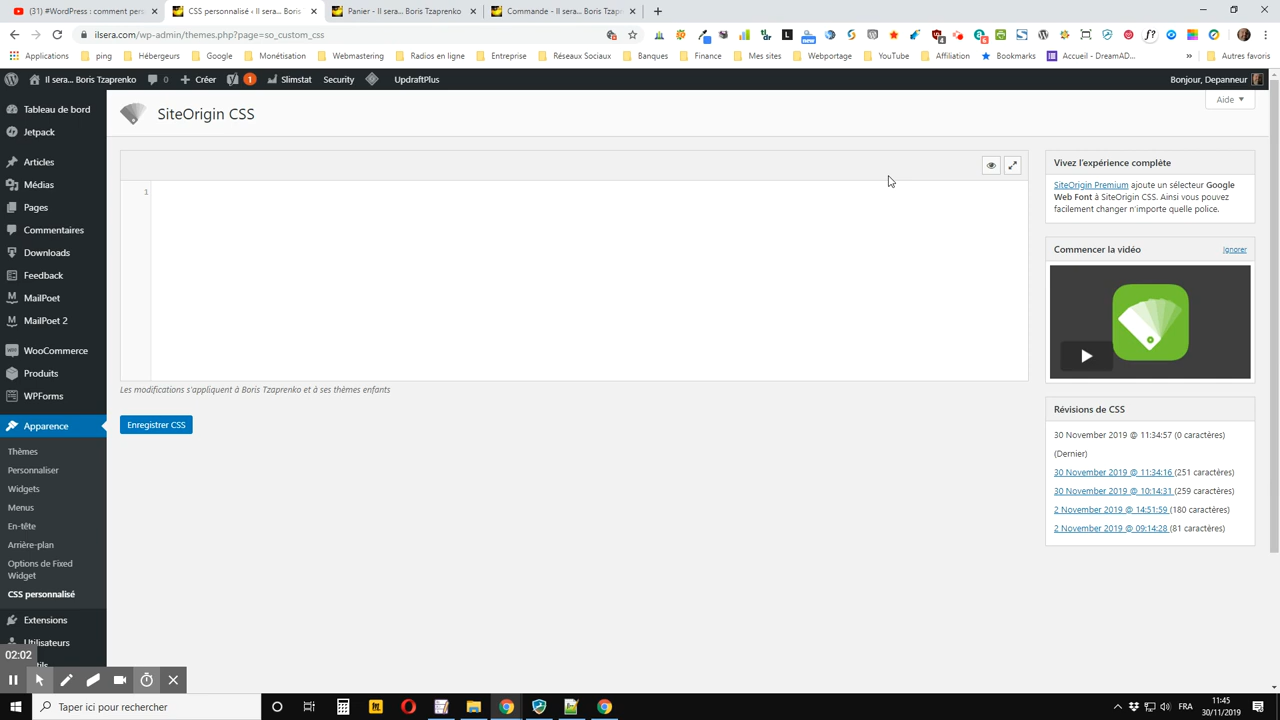 (31) #WordPress : comment pers
CSS personnalisé ‹ Il sera... Boris
Panier - Il sera... Boris Tzaprenko
Commande - Il sera... Boris Tzapr
ilsera.com/wp-admin/themes.php?page=so_custom_css
Applications
ping
Hébergeurs
Google
Monétisation
Webmastering
Radios en ligne
Entreprise
Réseaux Sociaux
Banques
Finance
Mes sites
Webportage
YouTube
Affiliation
Bookmarks
Accueil - DreamAD...
»
Autres favoris
Il sera... Boris Tzaprenko
0
Créer
1
Slimstat
Security
UpdraftPlus
Bonjour, Depanneur
Tableau de bord
Jetpack
Articles
Médias
Pages
Commentaires
Downloads
Feedback
MailPoet
MailPoet 2
WooCommerce
Produits
WPForms
Apparence
Thèmes
Personnaliser
Widgets
Menus
En-tête
Arrière-plan
Options de Fixed
Widget
CSS personnalisé
Extensions
Utilisateurs
02:02
SiteOrigin CSS
Aide
1
Les modifications s'appliquent à Boris Tzaprenko et à ses thèmes enfants
Enregistrer CSS
Vivez l'expérience complète
SiteOrigin Premium ajoute un sélecteur Google
Web Font à SiteOrigin CSS. Ainsi vous pouvez
facilement changer n'importe quelle police.
Commencer la vidéo
Ignorer
Révisions de CSS
30 November 2019 @ 11:34:57 (0 caractères)
(Dernier)
30 November 2019 @ 11:34:16 (251 caractères)
30 November 2019 @ 10:14:31 (259 caractères)
2 November 2019 @ 14:51:59 (180 caractères)
2 November 2019 @ 09:14:28 (81 caractères)
Taper ici pour rechercher
FRA
11:45
30/11/2019